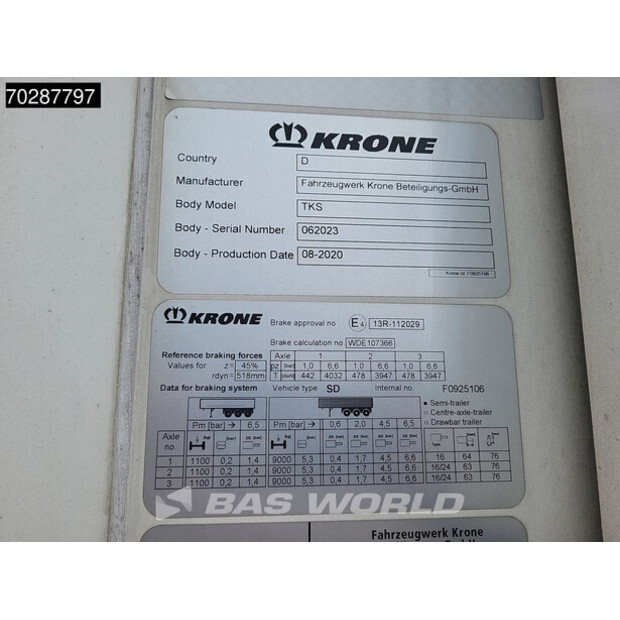 70287797
KRONE
Country D
Manufacturer Fahrzeugwerk Krone Beteiligungs-GmbH
Body Model TKS
Body - Serial Number 062023
Body - Production Date 08-2020
Krone-Nr. F0925106
KRONE Brake approval no E4 13R-112029
Brake calculation no WDE107366
Reference braking forces Axle 1 2 3
Values for z = 45% pz 1,0 6,6 1,0 6,6 1,0 6,6
rdyn = 518mm T 442 4032 478 3947 478 3947
Data for braking system Vehicle type SD Internal no. F0925106
• Semi-trailer
○ Centre-axle-trailer
○ Drawbar trailer
Pm [bar] → 6,5 Pm [bar] → 0,6 2,0 4,5 6,5
Axle no.
1 1100 0,2 1,4 9000 5,3 0,4 1,7 4,5 6,6 16 64 76
2 1100 0,2 1,4 9000 5,3 0,4 1,7 4,5 6,6 16/24 63 76
3 1100 0,2 1,4 9000 5,3 0,4 1,7 4,5 6,6 16/24 63 76
BAS WORLD
Fahrzeugwerk Krone